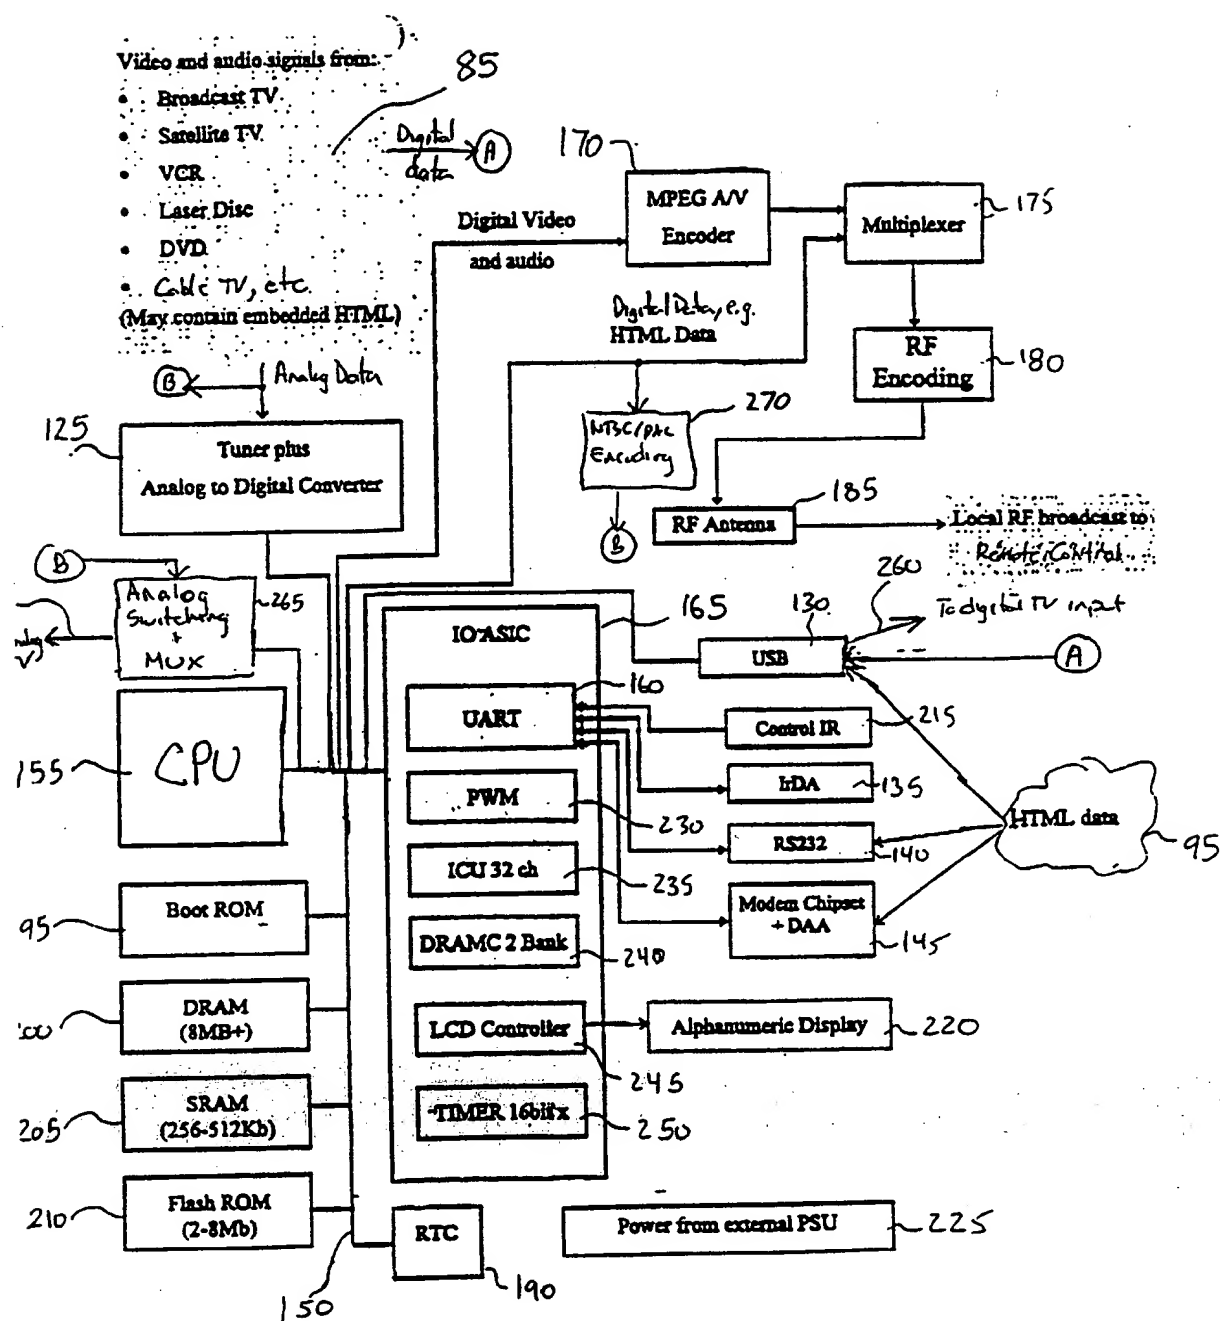 Video and audio signals from:
85
• Broadcast TV
• Satellite TV
• VCR
• Laser Disc
• DVD
• Cable TV, etc.
(May contain embedded HTML)
Digital
data
A
170
MPEG A/V
Encoder
Multiplexer
175
Digital Video
and audio
Digital Data, e.g.
HTML Data
RF
Encoding
180
B
Analog Data
270
Encoding
B
125
Tuner plus
Analog to Digital Converter
RF Antenna
185
Local RF broadcast to
Remote Control
B
Analog
Switching
+
MUX
265
260
To digital TV input
IO ASIC
165
130
USB
A
160
UART
Control IR
215
CPU
155
IrDA
135
PWM
230
RS232
140
HTML data
95
ICU 32 ch
235
Modem Chipset
+ DAA
145
Boot ROM
95
DRAMC 2 Bank
240
DRAM
(8MB+)
00
LCD Controller
245
Alphanumeric Display
220
SRAM
(256-512Kb)
205
TIMER 16bit x
250
Flash ROM
(2-8Mb)
210
RTC
190
150
Power from external PSU
225